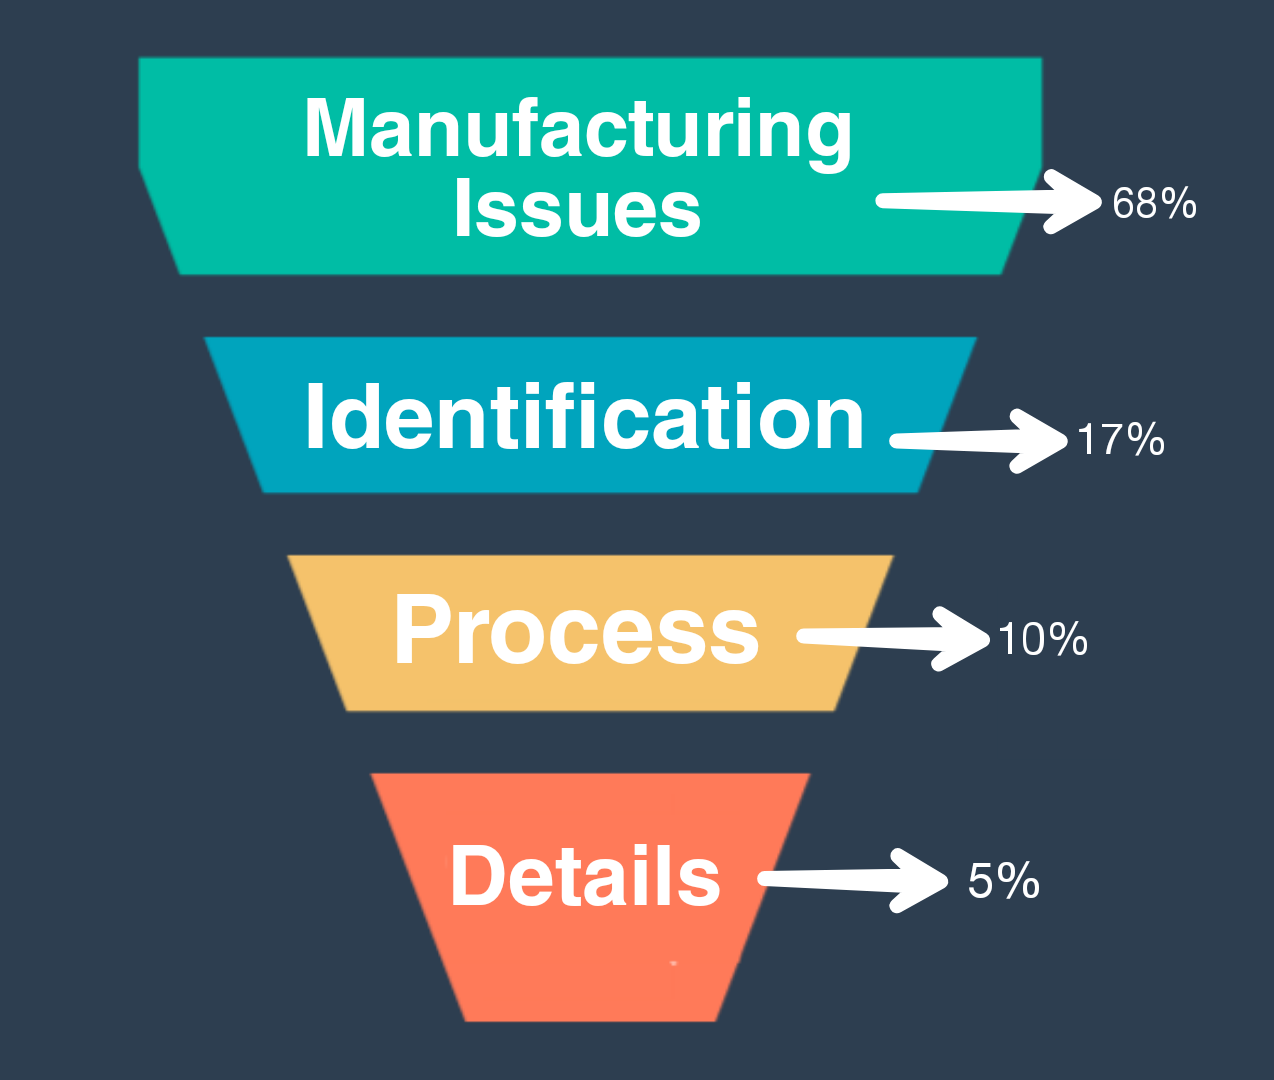 Manufacturing
Issues
68%
Identification
17%
Process
10%
Details
5%